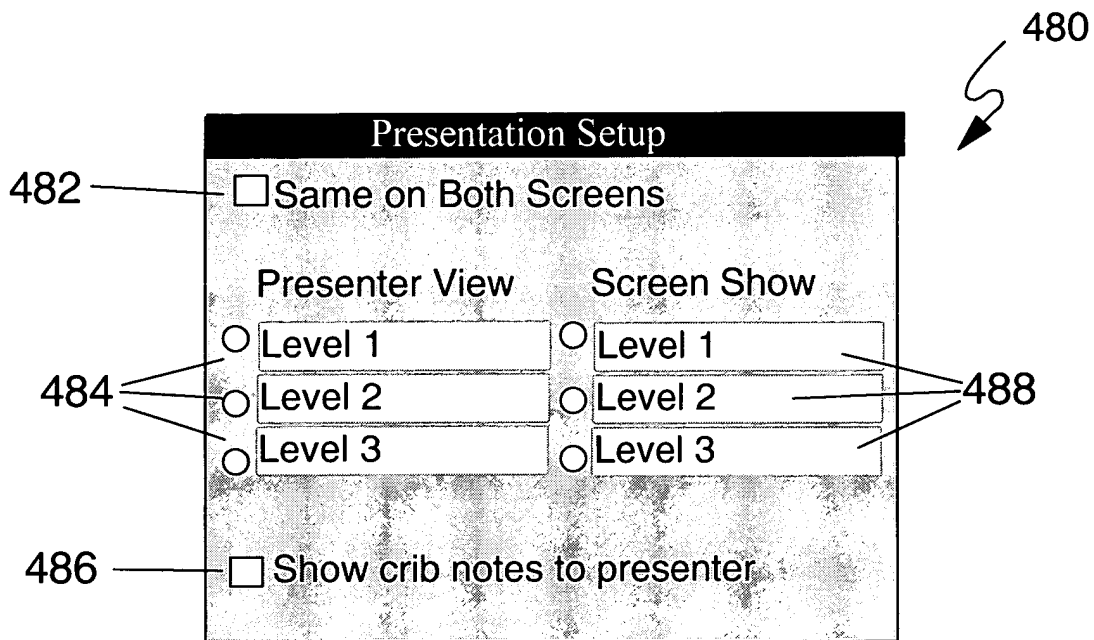 480
Presentation Setup
482
Same on Both Screens
Presenter View
Screen Show
Level 1
Level 1
484
Level 2
Level 2
488
Level 3
Level 3
486
Show crib notes to presenter